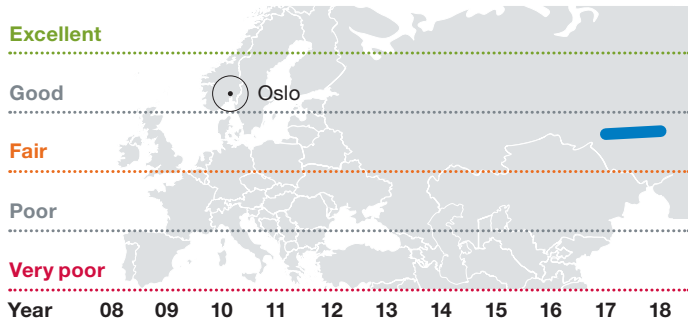 Excellent
Good
Oslo
Fair
Poor
Very poor
Year 08 09 10 11 12 13 14 15 16 17 18